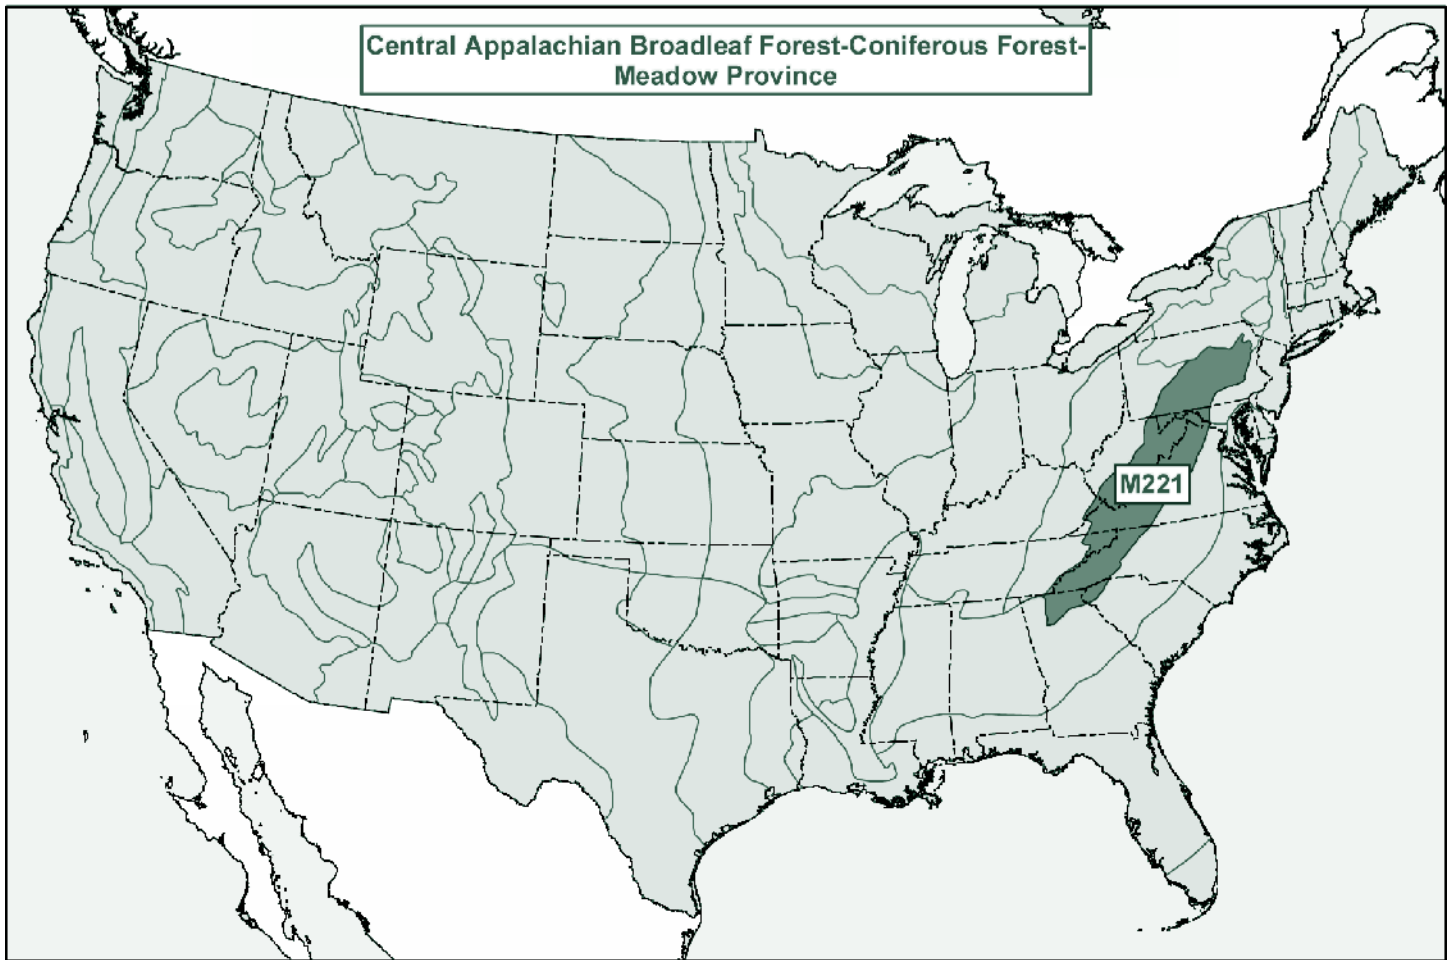 Central Appalachian Broadleaf Forest-Coniferous Forest-
Meadow Province
M221